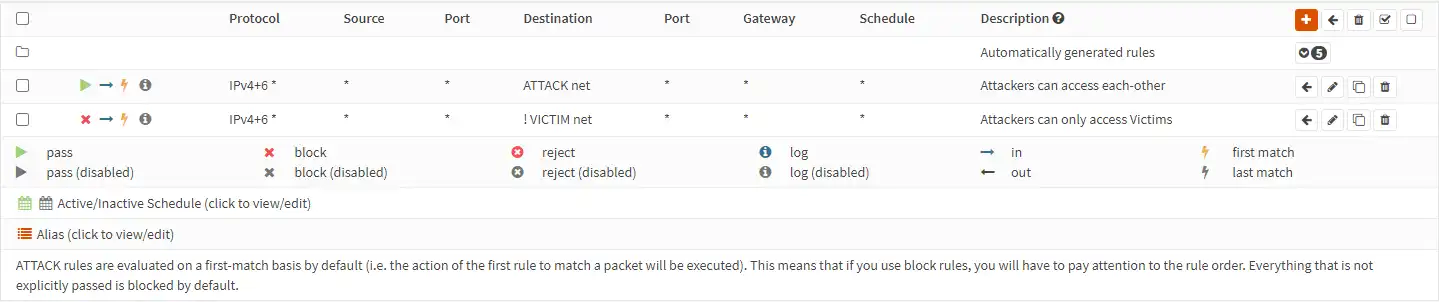 Protocol Source Port Destination Port Gateway Schedule Description
Automatically generated rules 5
IPv4+6 * * * ATTACK net * * * Attackers can access each-other
IPv4+6 * * * ! VICTIM net * * * Attackers can only access Victims
pass block reject log in first match
pass (disabled) block (disabled) reject (disabled) log (disabled) out last match
Active/Inactive Schedule (click to view/edit)
Alias (click to view/edit)
ATTACK rules are evaluated on a first-match basis by default (i.e. the action of the first rule to match a packet will be executed). This means that if you use block rules, you will have to pay attention to the rule order. Everything that is not
explicitly passed is blocked by default.